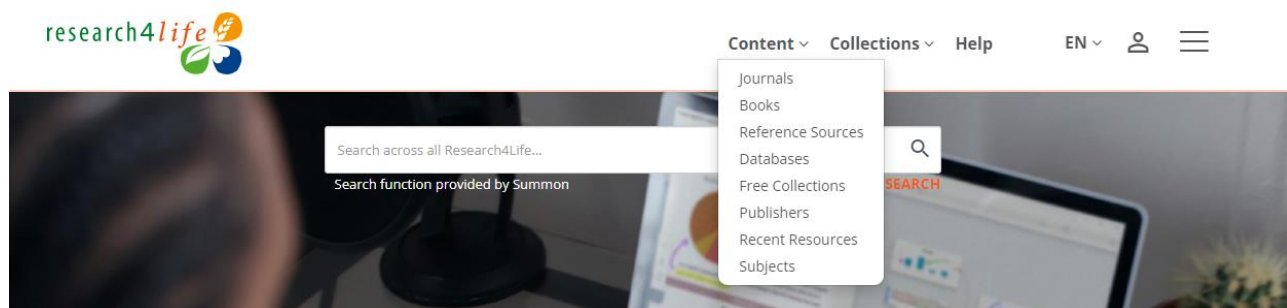 research4life
Content Collections Help EN
Journals
Books
Reference Sources
Databases
Free Collections
Publishers
Recent Resources
Subjects
Search across all Research4Life...
Search function provided by Summon
SEARCH